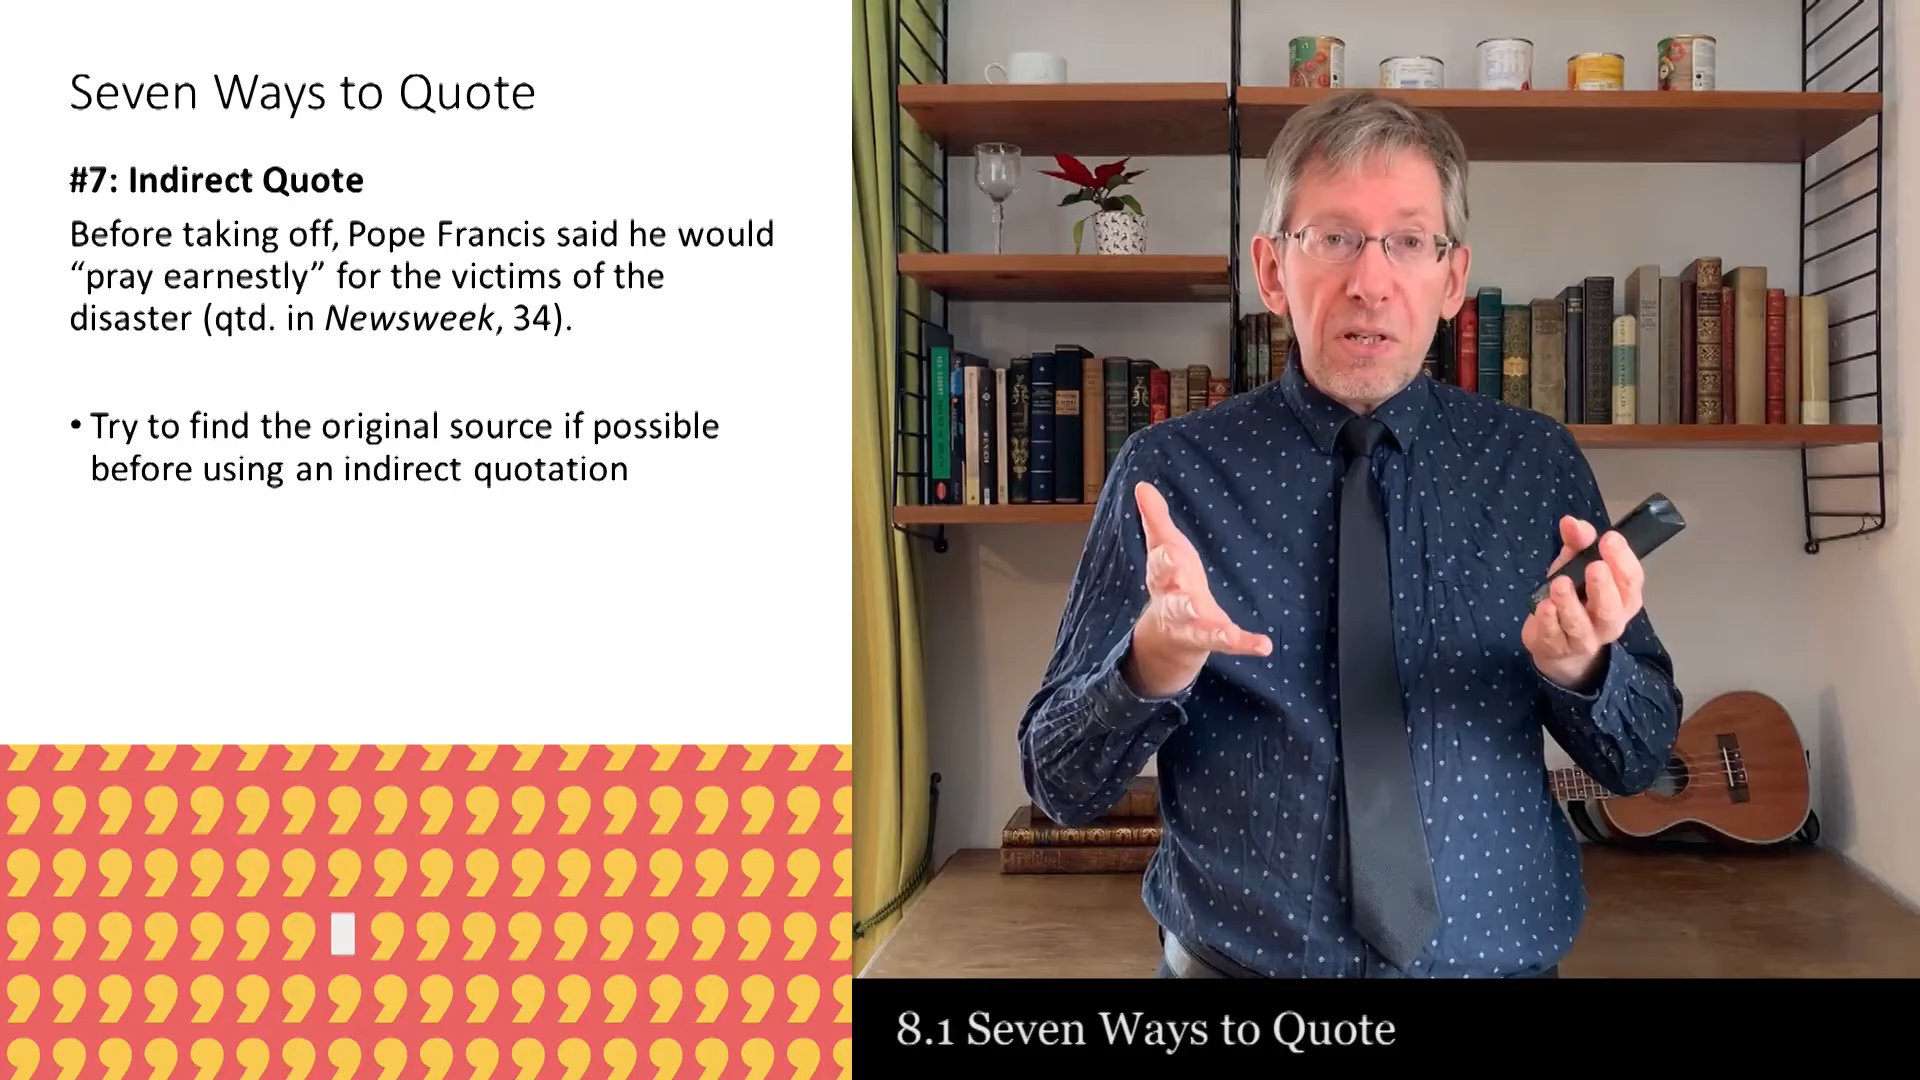 Seven Ways to Quote
#7: Indirect Quote
Before taking off, Pope Francis said he would
“pray earnestly” for the victims of the
disaster (qtd. in Newsweek, 34).
• Try to find the original source if possible
before using an indirect quotation
8.1 Seven Ways to Quote